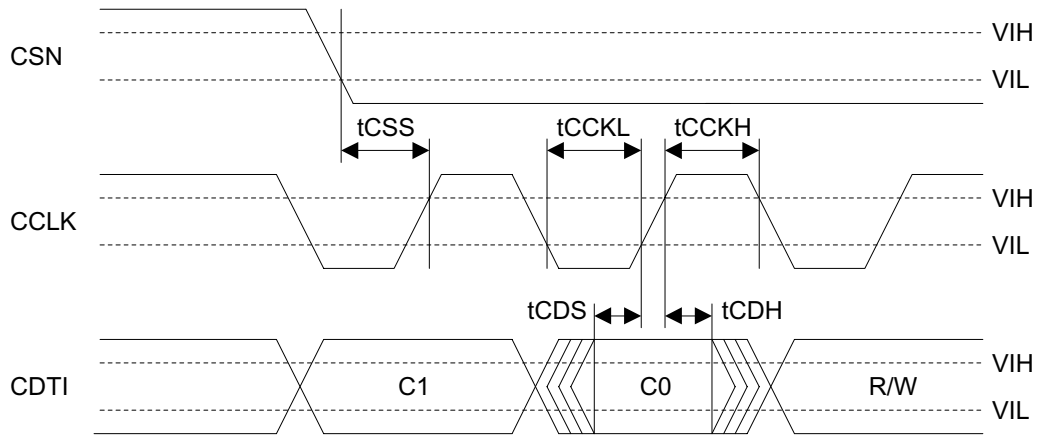 VIH
CSN
VIL
tCSS tCCKL tCCKH
VIH
CCLK
VIL
tCDS tCDH
VIH
CDTI C1 C0 R/W
VIL